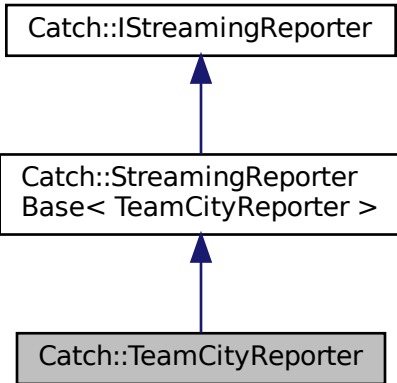 Catch::IStreamingReporter
Catch::StreamingReporter
Base< TeamCityReporter >
Catch::TeamCityReporter